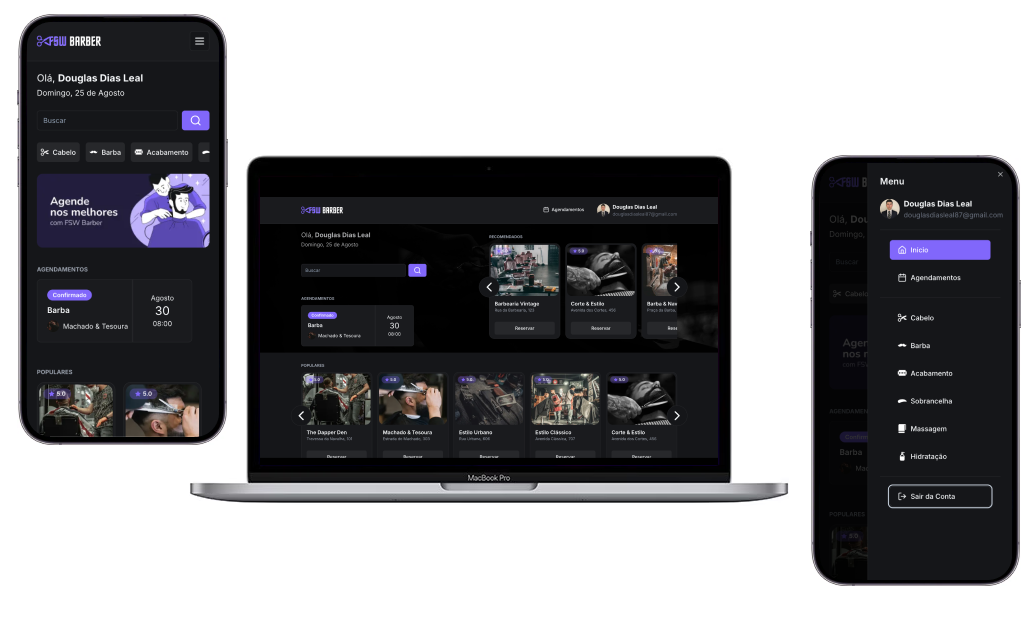 FSW BARBER
Olá, Douglas Dias Leal
Domingo, 25 de Agosto
Buscar
Cabelo
Barba
Acabamento
Agende
nos melhores
com FSW Barber
AGENDAMENTOS
Confirmado
Barba
Machado & Tesoura
Agosto
30
08:00
POPULARES
5.0
5.0
FSW BARBER
Agendamentos
Douglas Dias Leal
douglasdiasleal87@gmail.com
Olá, Douglas Dias Leal
Domingo, 25 de Agosto
Buscar
AGENDAMENTOS
Confirmado
Barba
Machado & Tesoura
Agosto
30
08:00
RECOMENDADOS
5.0
Barbearia Vintage
Rua da Barbearia, 123
Reservar
Corte & Estilo
Avenida dos Cortes, 456
Reservar
Barba & Nav
Praça da Barba,
Rese
POPULARES
5.0
The Dapper Den
Travessa da Navalha, 101
Reservar
5.0
Machado & Tesoura
Estrada do Machado, 303
Reservar
5.0
Estilo Urbano
Rua Urbana, 606
Reservar
5.0
Estilo Clássico
Avenida Clássica, 707
Reservar
5.0
Corte & Estilo
Avenida dos Cortes, 456
Reservar
MacBook Pro
FSW B
Olá, Dou
Domingo,
Buscar
Cabelo
Agen
nos m
com FSW
AGENDAMENT
Confirm
Barba
Mac
POPULARES
5.0
Menu
Douglas Dias Leal
douglasdiasleal87@gmail.com
Início
Agendamentos
Cabelo
Barba
Acabamento
Sobrancelha
Massagem
Hidratação
Sair da Conta